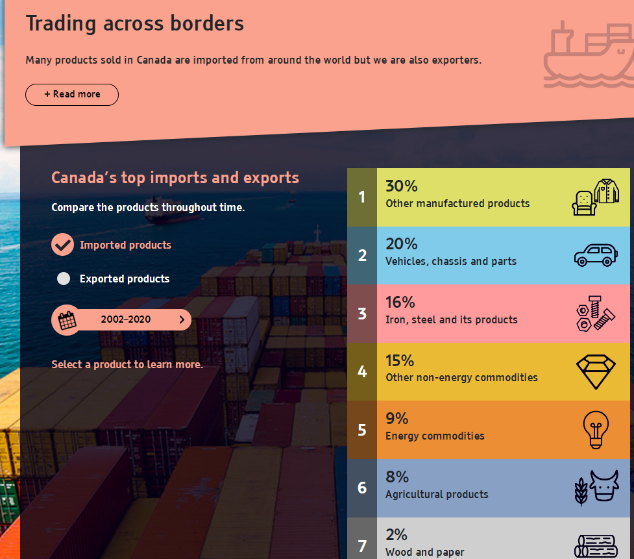 Trading across borders
Many products sold in Canada are imported from around the world but we are also exporters.
+ Read more
Canada's top imports and exports
Compare the products throughout time.
Imported products
Exported products
2002–2020
Select a product to learn more.
1
30%
Other manufactured products
2
20%
Vehicles, chassis and parts
3
16%
Iron, steel and its products
4
15%
Other non-energy commodities
5
9%
Energy commodities
6
8%
Agricultural products
7
2%
Wood and paper